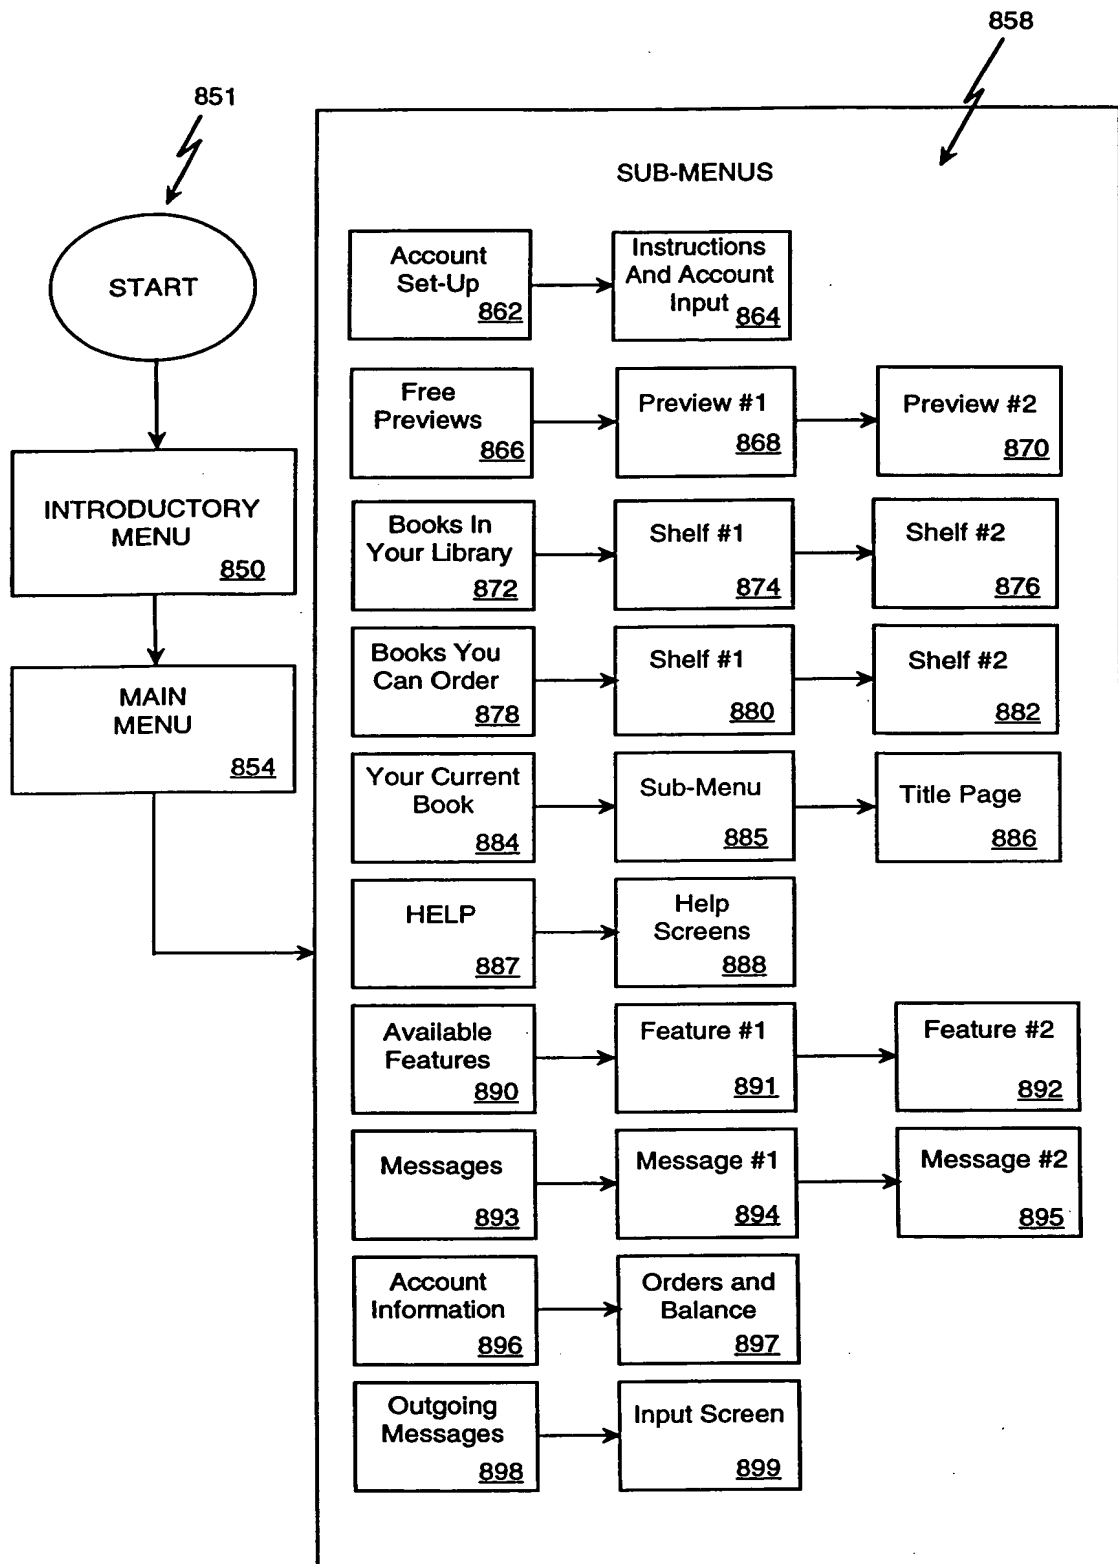 858
851
SUB-MENUS
START
INTRODUCTORY
MENU
850
MAIN
MENU
854
Account
Set-Up
862
Instructions
And Account
Input
864
Free
Previews
866
Preview #1
868
Preview #2
870
Books In
Your Library
872
Shelf #1
874
Shelf #2
876
Books You
Can Order
878
Shelf #1
880
Shelf #2
882
Your Current
Book
884
Sub-Menu
885
Title Page
886
HELP
887
Help
Screens
888
Available
Features
890
Feature #1
891
Feature #2
892
Messages
893
Message #1
894
Message #2
895
Account
Information
896
Orders and
Balance
897
Outgoing
Messages
898
Input Screen
899